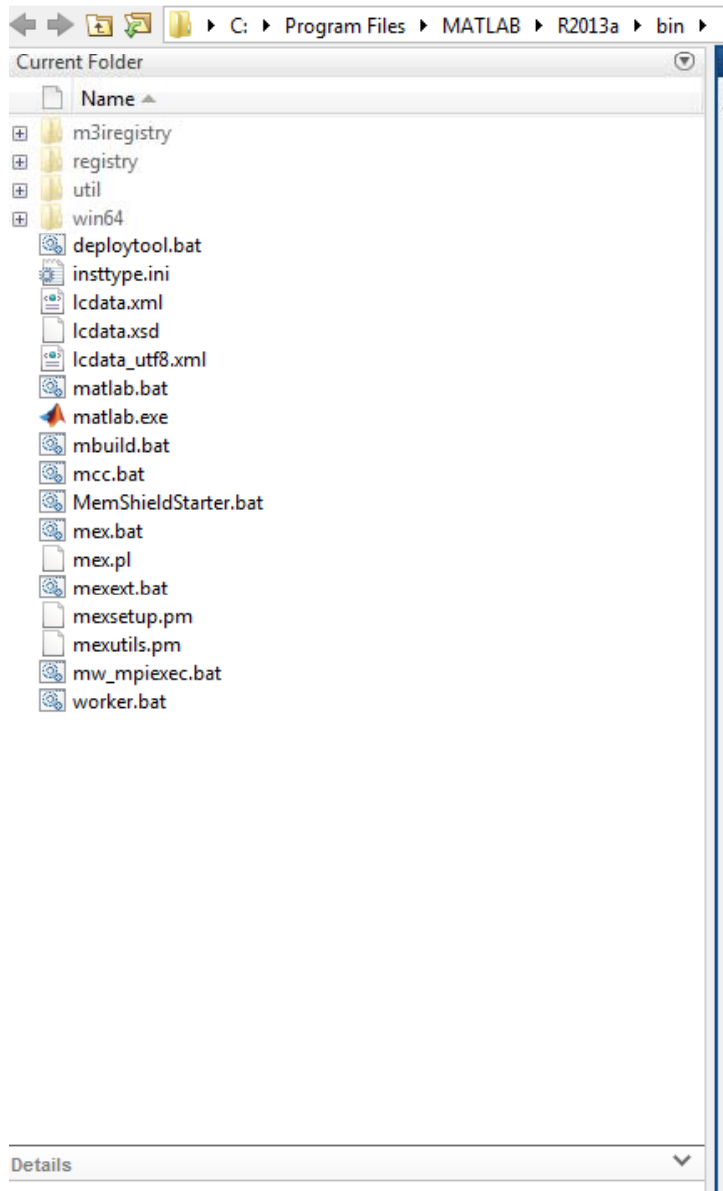 C: Program Files MATLAB R2013a bin
Current Folder
Name
m3iregistry
registry
util
win64
deploytool.bat
insttype.ini
lcdata.xml
lcdata.xsd
lcdata_utf8.xml
matlab.bat
matlab.exe
mbuild.bat
mcc.bat
MemShieldStarter.bat
mex.bat
mex.pl
mexext.bat
mexsetup.pm
mexutils.pm
mw_mpiexec.bat
worker.bat
Details